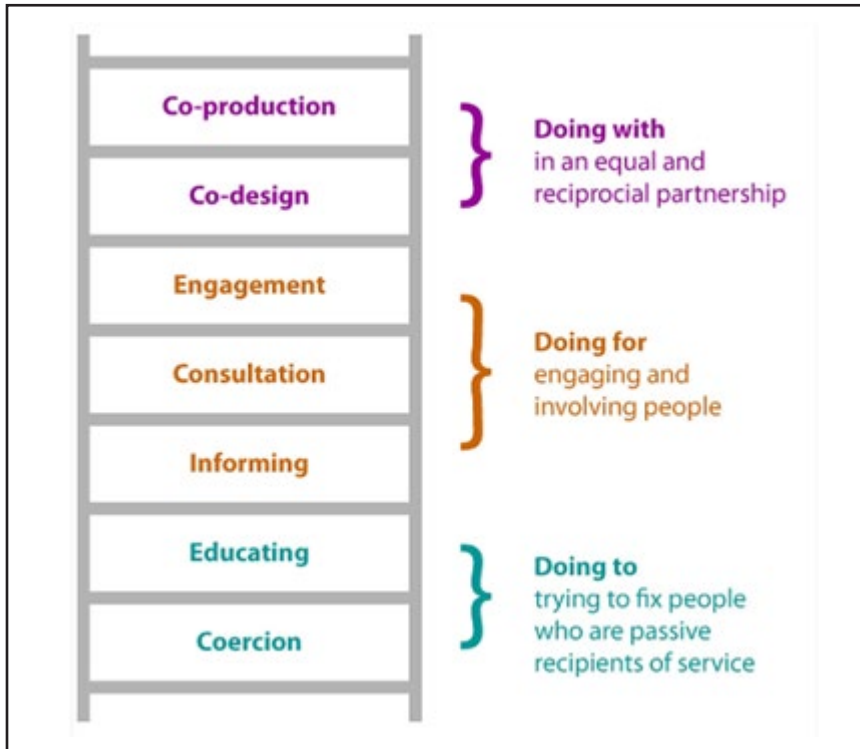 Co-production
Co-design
Doing with
in an equal and
reciprocial partnership
Engagement
Consultation
Informing
Doing for
engaging and
involving people
Educating
Coercion
Doing to
trying to fix people
who are passive
recipients of service